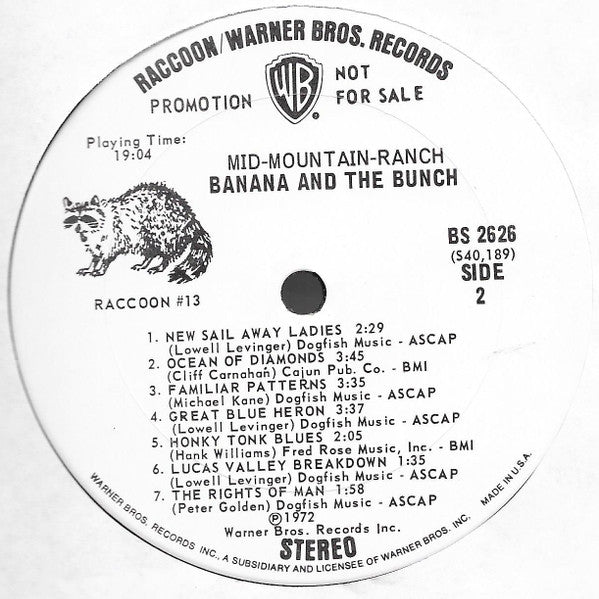 RACCOON/WARNER BROS. RECORDS
PROMOTION
WB
®
NOT
FOR SALE
Playing Time:
19:04
MID-MOUNTAIN-RANCH
BANANA AND THE BUNCH
BS 2626
(S40,189)
SIDE
2
RACCOON #13
1. NEW SAIL AWAY LADIES 2:29
(Lowell Levinger) Dogfish Music - ASCAP
2. OCEAN OF DIAMONDS 3:45
(Cliff Carnahan) Cajun Pub. Co. - BMI
3. FAMILIAR PATTERNS 3:35
(Michael Kane) Dogfish Music - ASCAP
4. GREAT BLUE HERON 3:37
(Lowell Levinger) Dogfish Music - ASCAP
5. HONKY TONK BLUES 2:05
(Hank Williams) Fred Rose Music, Inc. - BMI
6. LUCAS VALLEY BREAKDOWN 1:35
(Lowell Levinger) Dogfish Music - ASCAP
7. THE RIGHTS OF MAN 1:58
(Peter Golden) Dogfish Music - ASCAP
℗1972
Warner Bros. Records Inc.
STEREO
WARNER BROS. RECORDS INC., A SUBSIDIARY AND LICENSEE OF WARNER BROS. INC. MADE IN U.S.A.